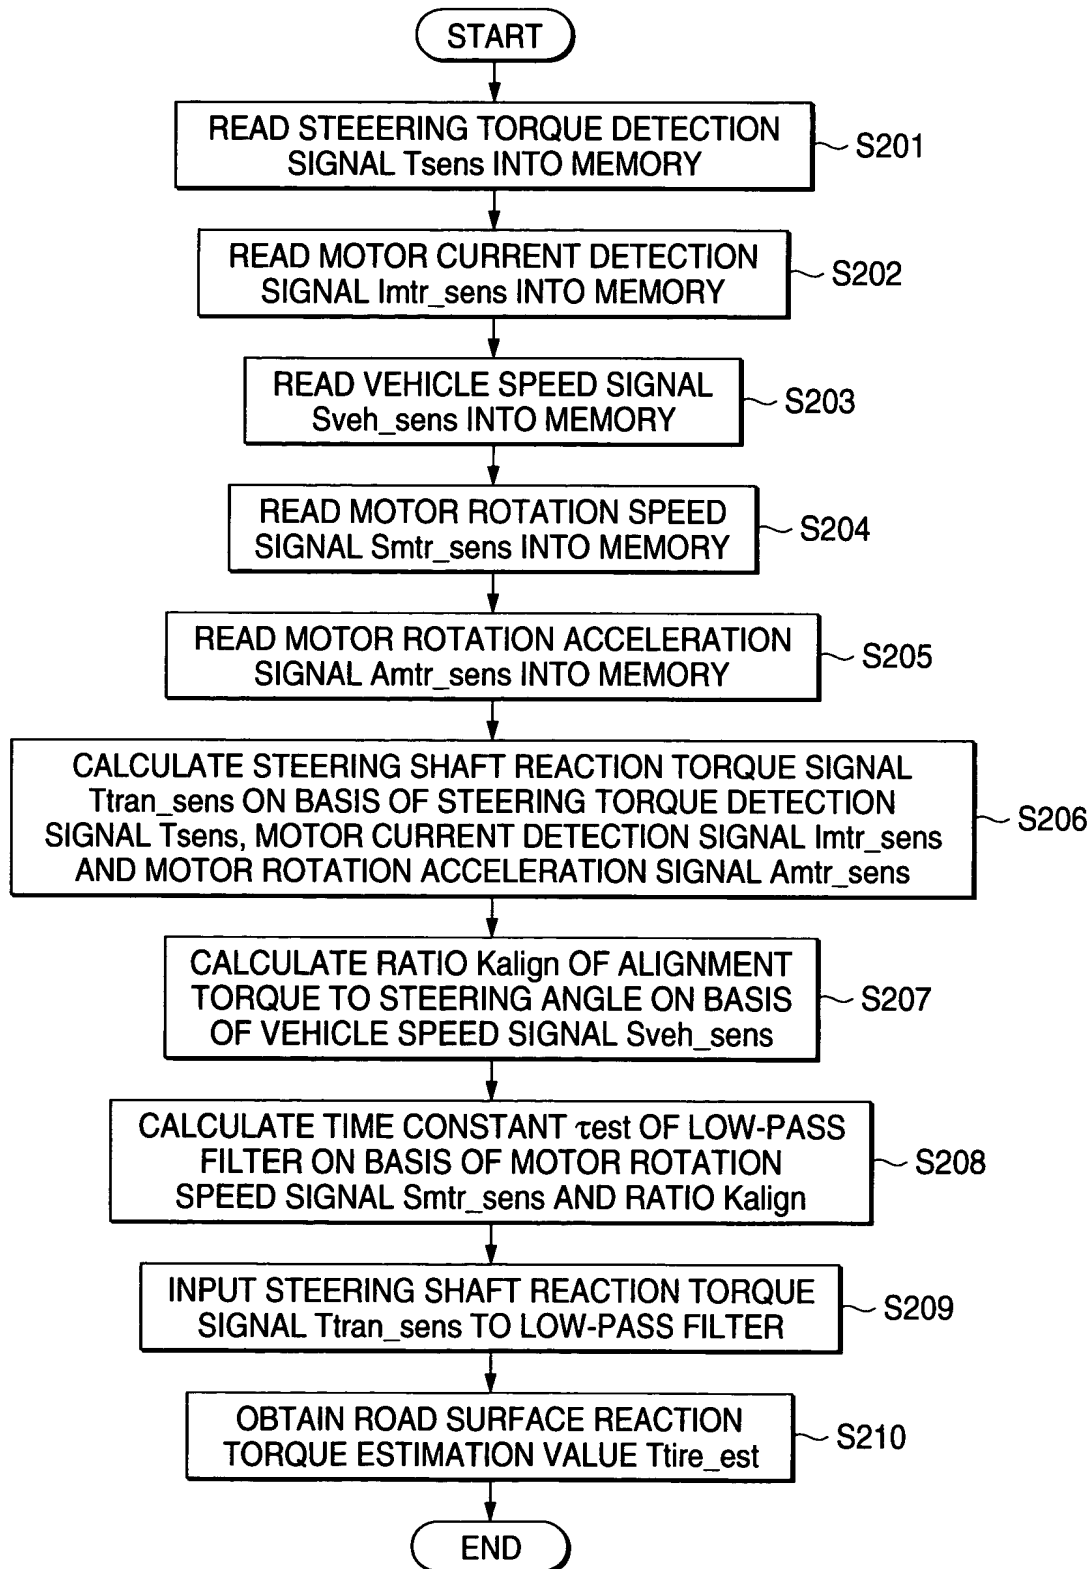 START
READ STEEERING TORQUE DETECTION
SIGNAL Tsens INTO MEMORY
S201
READ MOTOR CURRENT DETECTION
SIGNAL Imtr_sens INTO MEMORY
S202
READ VEHICLE SPEED SIGNAL
Sveh_sens INTO MEMORY
S203
READ MOTOR ROTATION SPEED
SIGNAL Smtr_sens INTO MEMORY
S204
READ MOTOR ROTATION ACCELERATION
SIGNAL Amtr_sens INTO MEMORY
S205
CALCULATE STEERING SHAFT REACTION TORQUE SIGNAL
Ttran_sens ON BASIS OF STEERING TORQUE DETECTION
SIGNAL Tsens, MOTOR CURRENT DETECTION SIGNAL Imtr_sens
AND MOTOR ROTATION ACCELERATION SIGNAL Amtr_sens
S206
CALCULATE RATIO Kalign OF ALIGNMENT
TORQUE TO STEERING ANGLE ON BASIS
OF VEHICLE SPEED SIGNAL Sveh_sens
S207
CALCULATE TIME CONSTANT τest OF LOW-PASS
FILTER ON BASIS OF MOTOR ROTATION
SPEED SIGNAL Smtr_sens AND RATIO Kalign
S208
INPUT STEERING SHAFT REACTION TORQUE
SIGNAL Ttran_sens TO LOW-PASS FILTER
S209
OBTAIN ROAD SURFACE REACTION
TORQUE ESTIMATION VALUE Ttire_est
S210
END